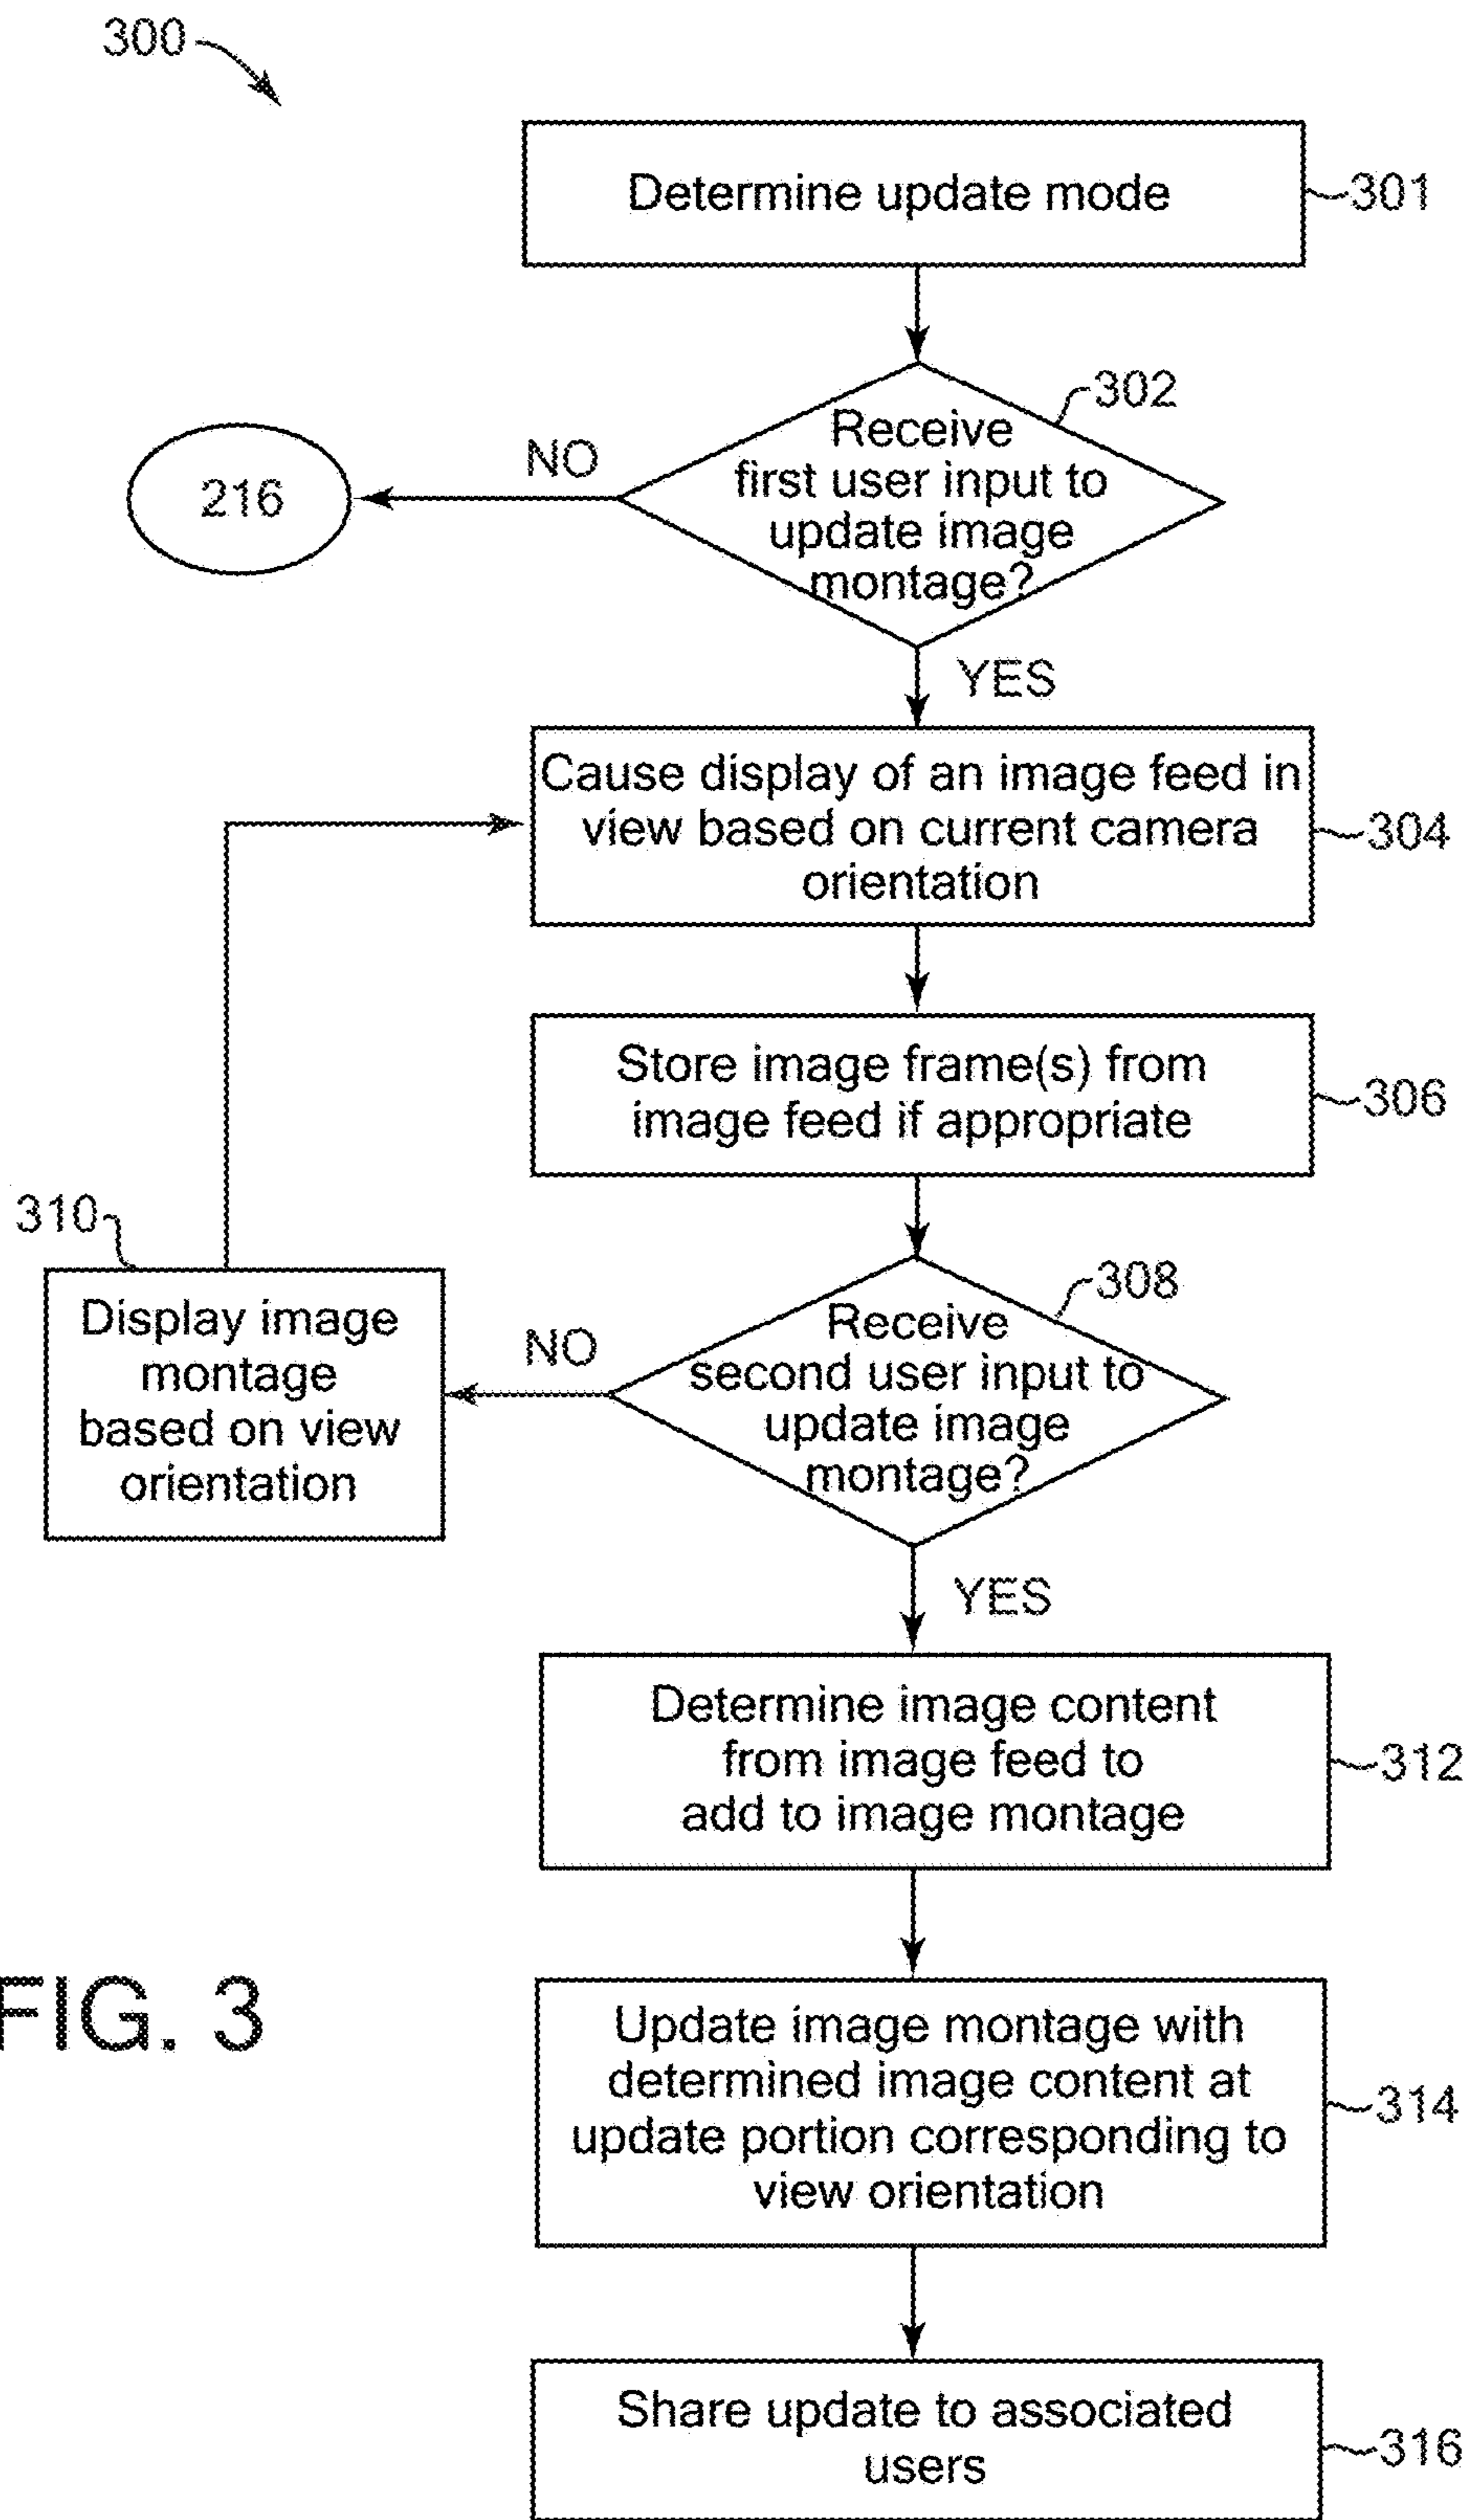 300
Determine update mode
301
302
Receive
first user input to
update image
montage?
NO
216
YES
Cause display of an image feed in
view based on current camera
orientation
304
Store image frame(s) from
image feed if appropriate
306
310
308
Receive
second user input to
update image
montage?
NO
Display image
montage
based on view
orientation
YES
Determine image content
from image feed to
add to image montage
312
FIG. 3
Update image montage with
determined image content at
update portion corresponding to
view orientation
314
Share update to associated
users
316